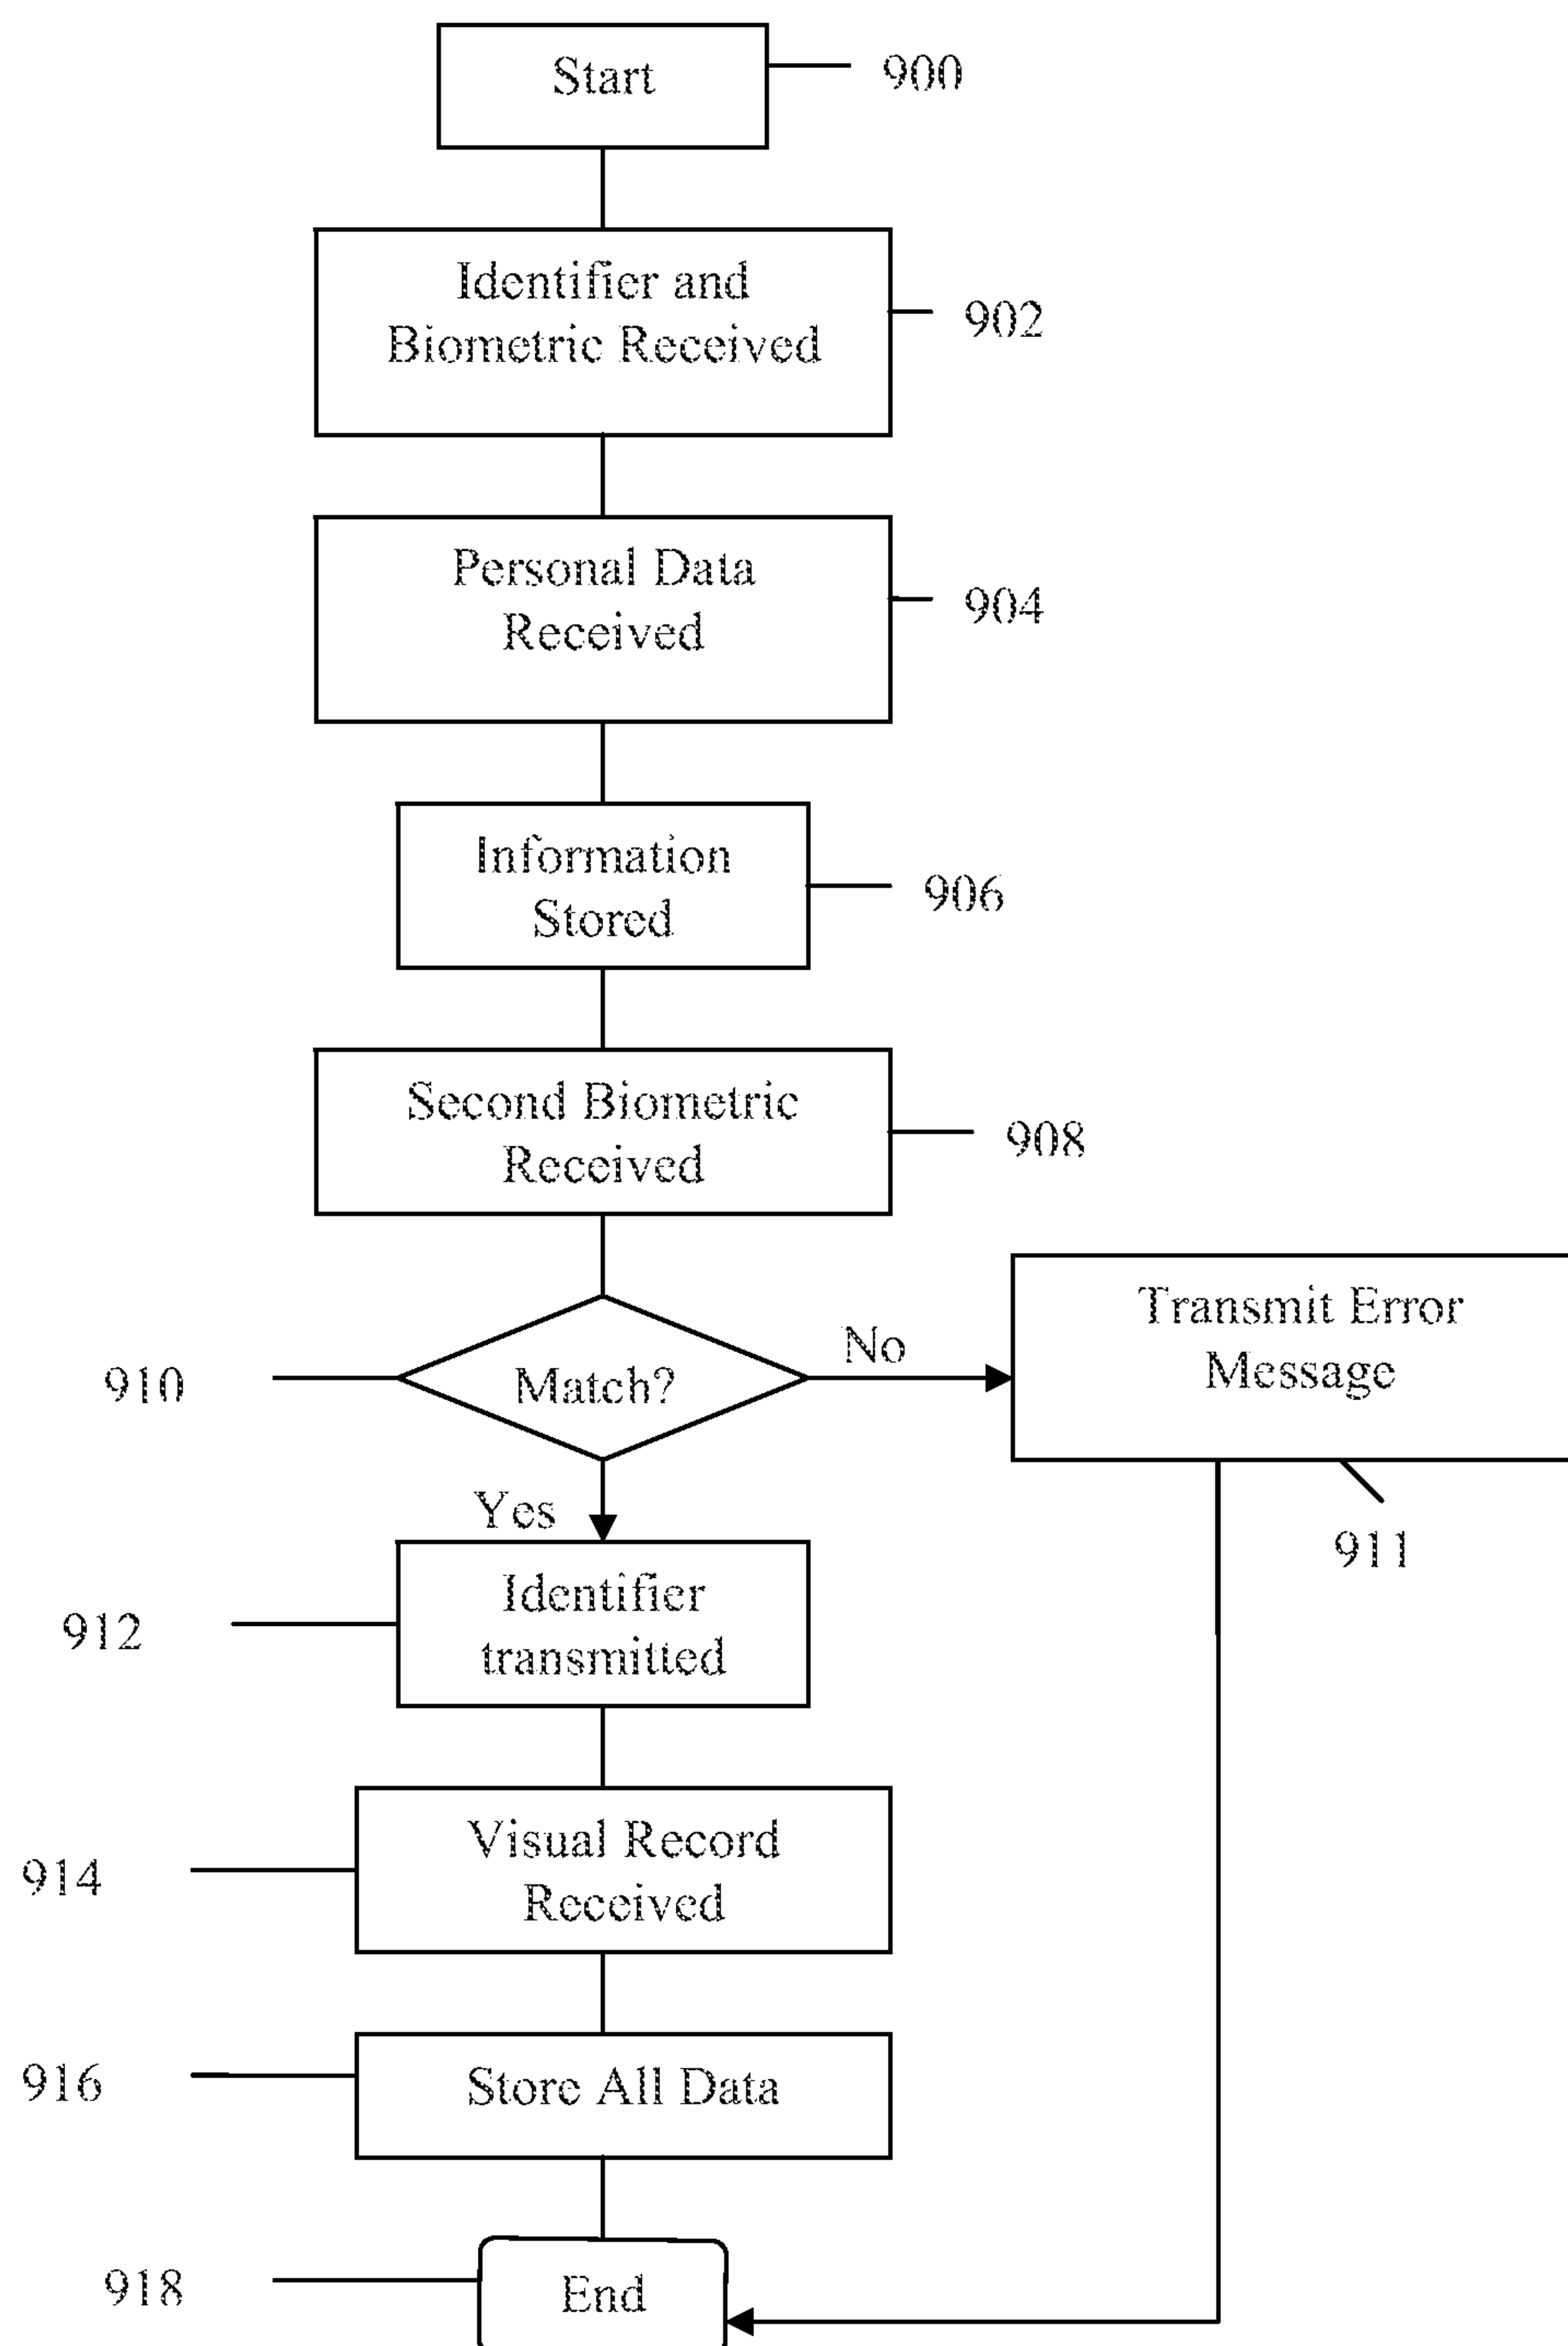 Start
900
Identifier and
Biometric Received
902
Personal Data
Received
904
Information
Stored
906
Second Biometric
Received
908
910
Match?
No
Transmit Error
Message
911
Yes
912
Identifier
transmitted
914
Visual Record
Received
916
Store All Data
918
End